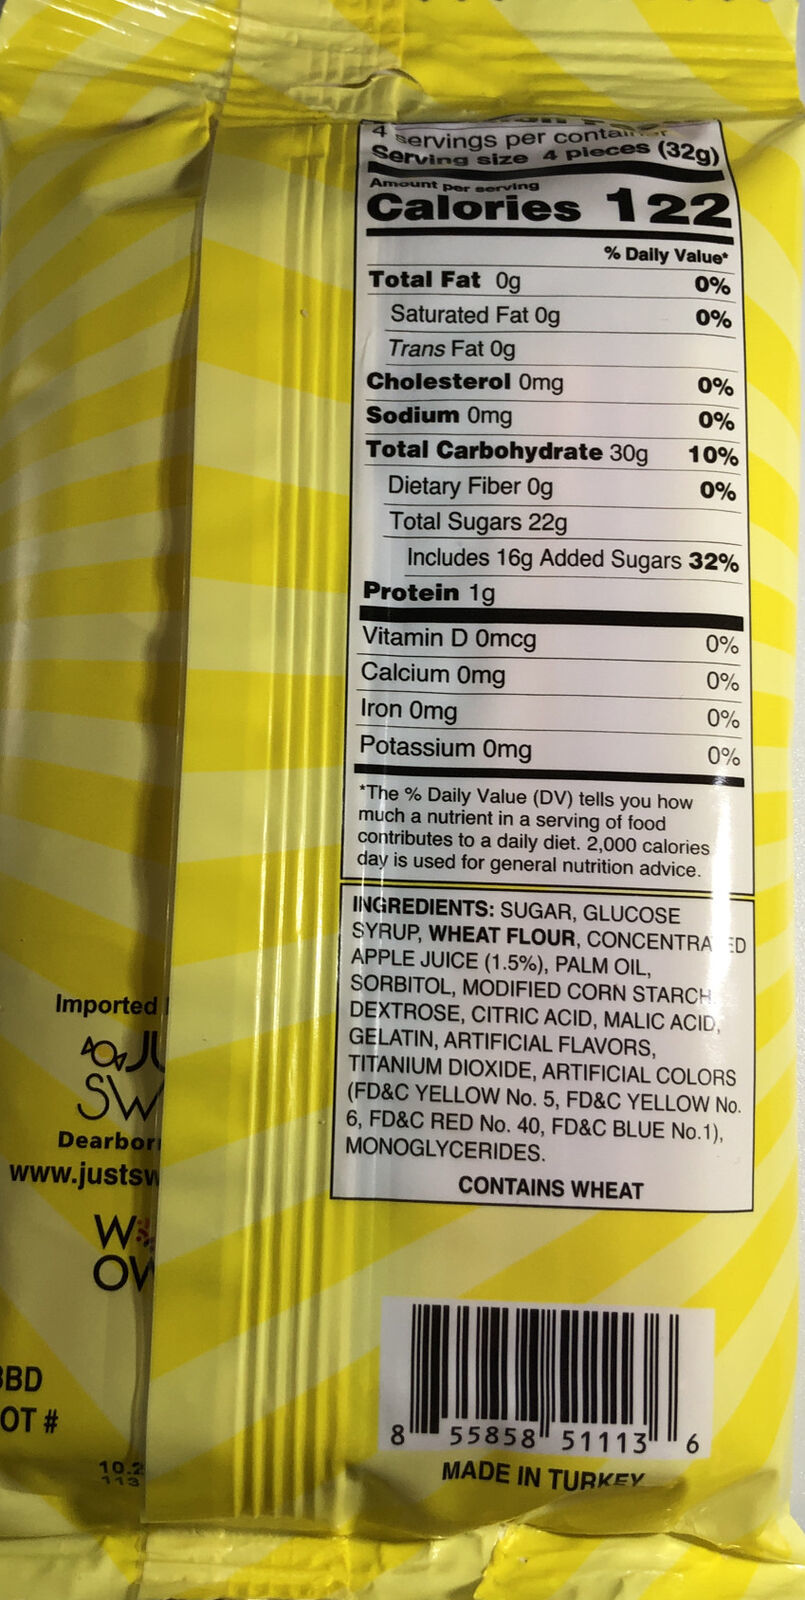 4 servings per container
Serving size 4 pieces (32g)
Amount per serving
Calories 122
% Daily Value*
Total Fat 0g 0%
Saturated Fat 0g 0%
Trans Fat 0g
Cholesterol 0mg 0%
Sodium 0mg 0%
Total Carbohydrate 30g 10%
Dietary Fiber 0g 0%
Total Sugars 22g
Includes 16g Added Sugars 32%
Protein 1g
Vitamin D 0mcg 0%
Calcium 0mg 0%
Iron 0mg 0%
Potassium 0mg 0%
*The % Daily Value (DV) tells you how
much a nutrient in a serving of food
contributes to a daily diet. 2,000 calories
day is used for general nutrition advice.
INGREDIENTS: SUGAR, GLUCOSE
SYRUP, WHEAT FLOUR, CONCENTRATED
APPLE JUICE (1.5%), PALM OIL,
SORBITOL, MODIFIED CORN STARCH,
DEXTROSE, CITRIC ACID, MALIC ACID,
GELATIN, ARTIFICIAL FLAVORS,
TITANIUM DIOXIDE, ARTIFICIAL COLORS
(FD&C YELLOW No. 5, FD&C YELLOW No.
6, FD&C RED No. 40, FD&C BLUE No.1),
MONOGLYCERIDES.
CONTAINS WHEAT
Imported
SW
Dearbor
www.justsw
W
OW
BBD
OT #
10.2
113
8 55858 51113 6
MADE IN TURKEY